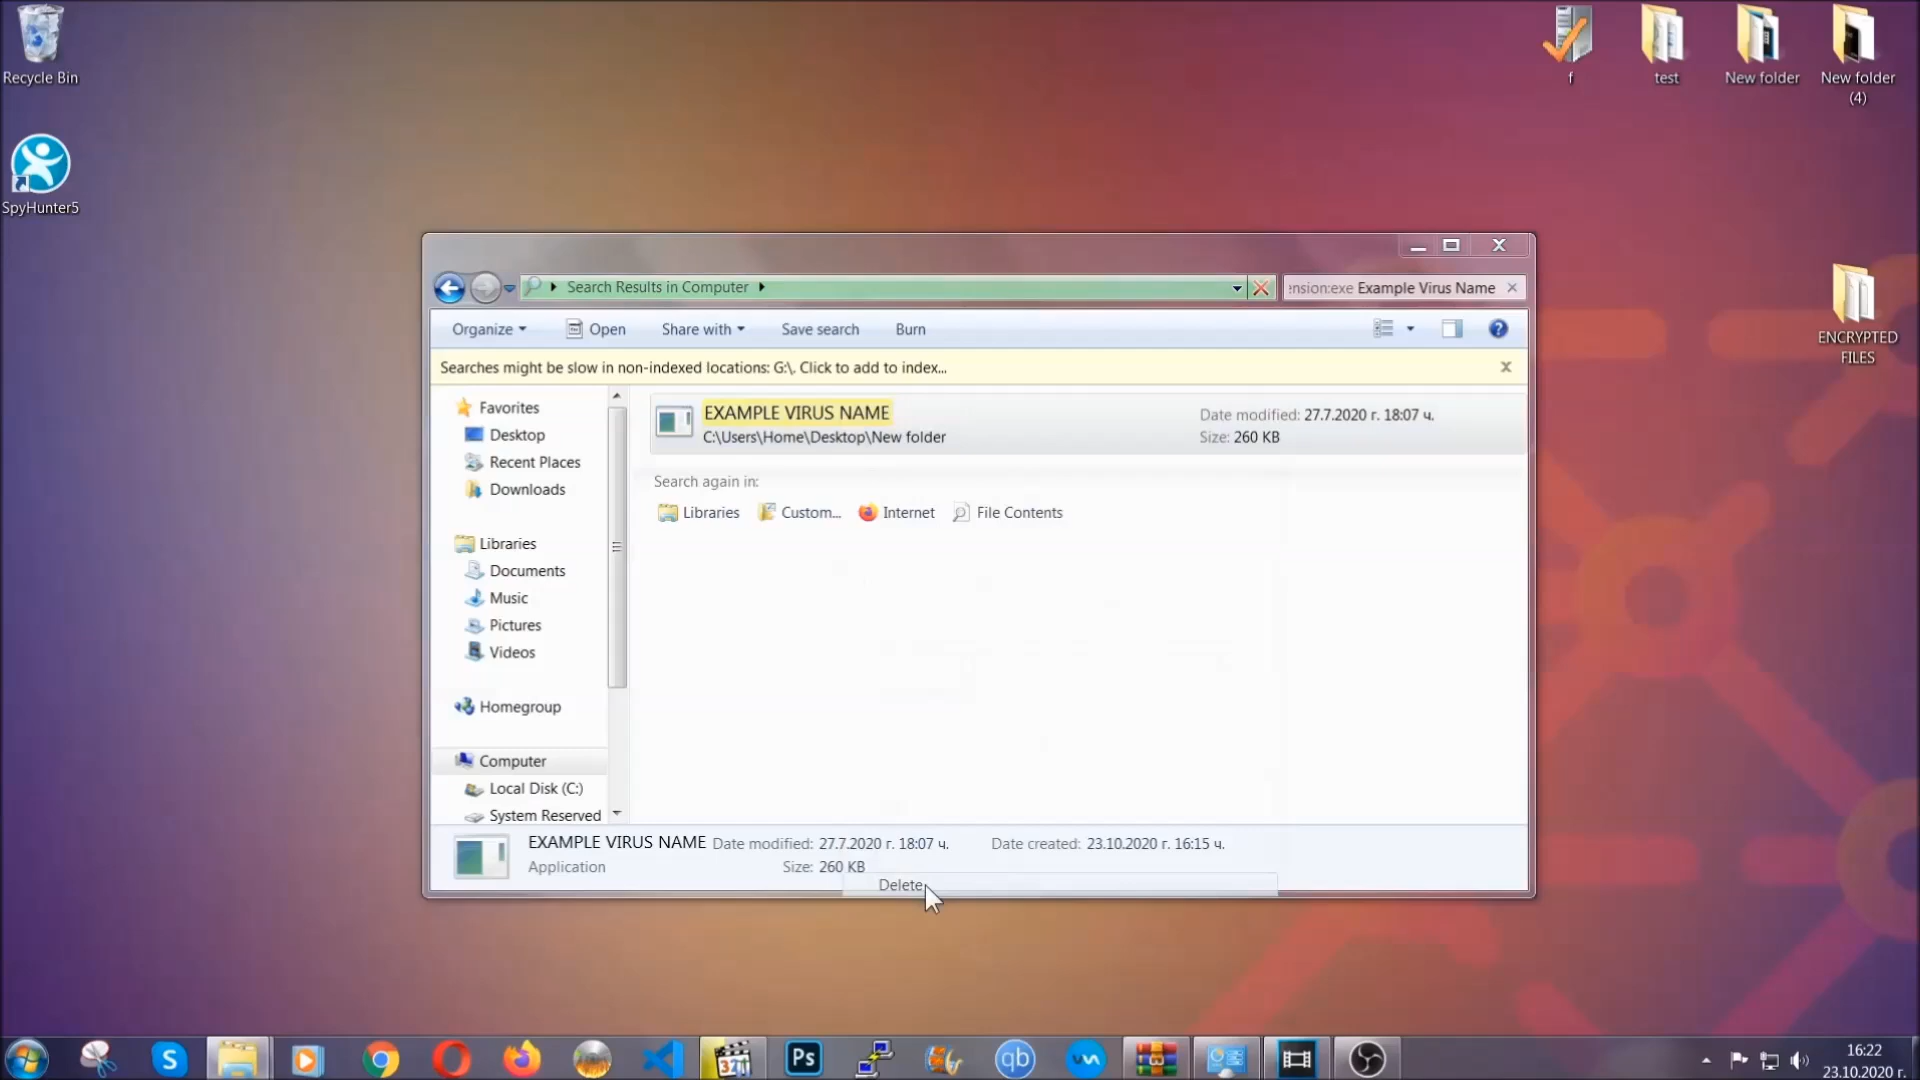 Recycle Bin
SpyHunter5
f
test
New folder
New folder
(4)
ENCRYPTED
FILES
Search Results in Computer
ension:exe Example Virus Name
Organize
Open
Share with
Save search
Burn
Searches might be slow in non-indexed locations: G:\. Click to add to index...
Favorites
Desktop
Recent Places
Downloads
Libraries
Documents
Music
Pictures
Videos
Homegroup
Computer
Local Disk (C:)
System Reserved
EXAMPLE VIRUS NAME
C:\Users\Home\Desktop\New folder
Date modified: 27.7.2020 г. 18:07 ч.
Size: 260 KB
Search again in:
Libraries
Custom...
Internet
File Contents
EXAMPLE VIRUS NAME
Application
Date modified: 27.7.2020 г. 18:07 ч.
Size: 260 KB
Date created: 23.10.2020 г. 16:15 ч.
Delete
S
321
Ps
qb
16:22
23.10.2020 г.